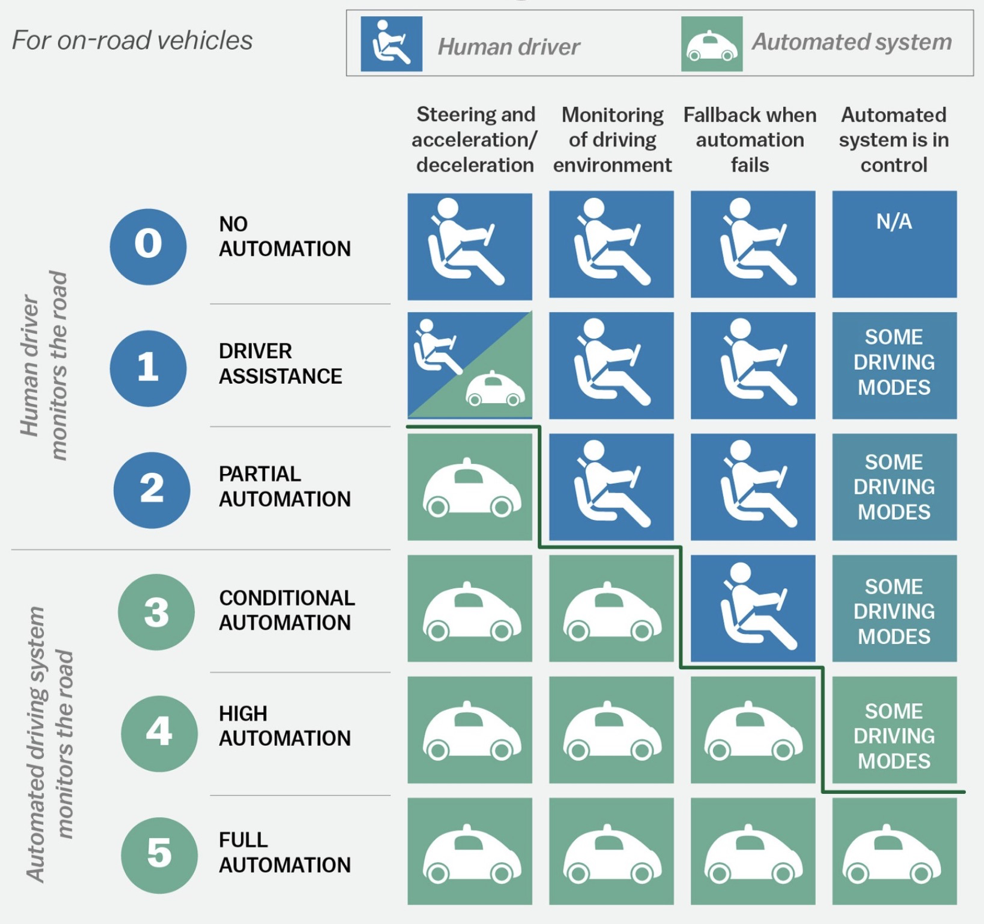 For on-road vehicles
Human driver
Automated system
Steering and
acceleration/
deceleration
Monitoring
of driving
environment
Fallback when
automation
fails
Automated
system is in
control
Human driver
monitors the road
0
NO
AUTOMATION
N/A
1
DRIVER
ASSISTANCE
SOME
DRIVING
MODES
2
PARTIAL
AUTOMATION
SOME
DRIVING
MODES
Automated driving system
monitors the road
3
CONDITIONAL
AUTOMATION
SOME
DRIVING
MODES
4
HIGH
AUTOMATION
SOME
DRIVING
MODES
5
FULL
AUTOMATION